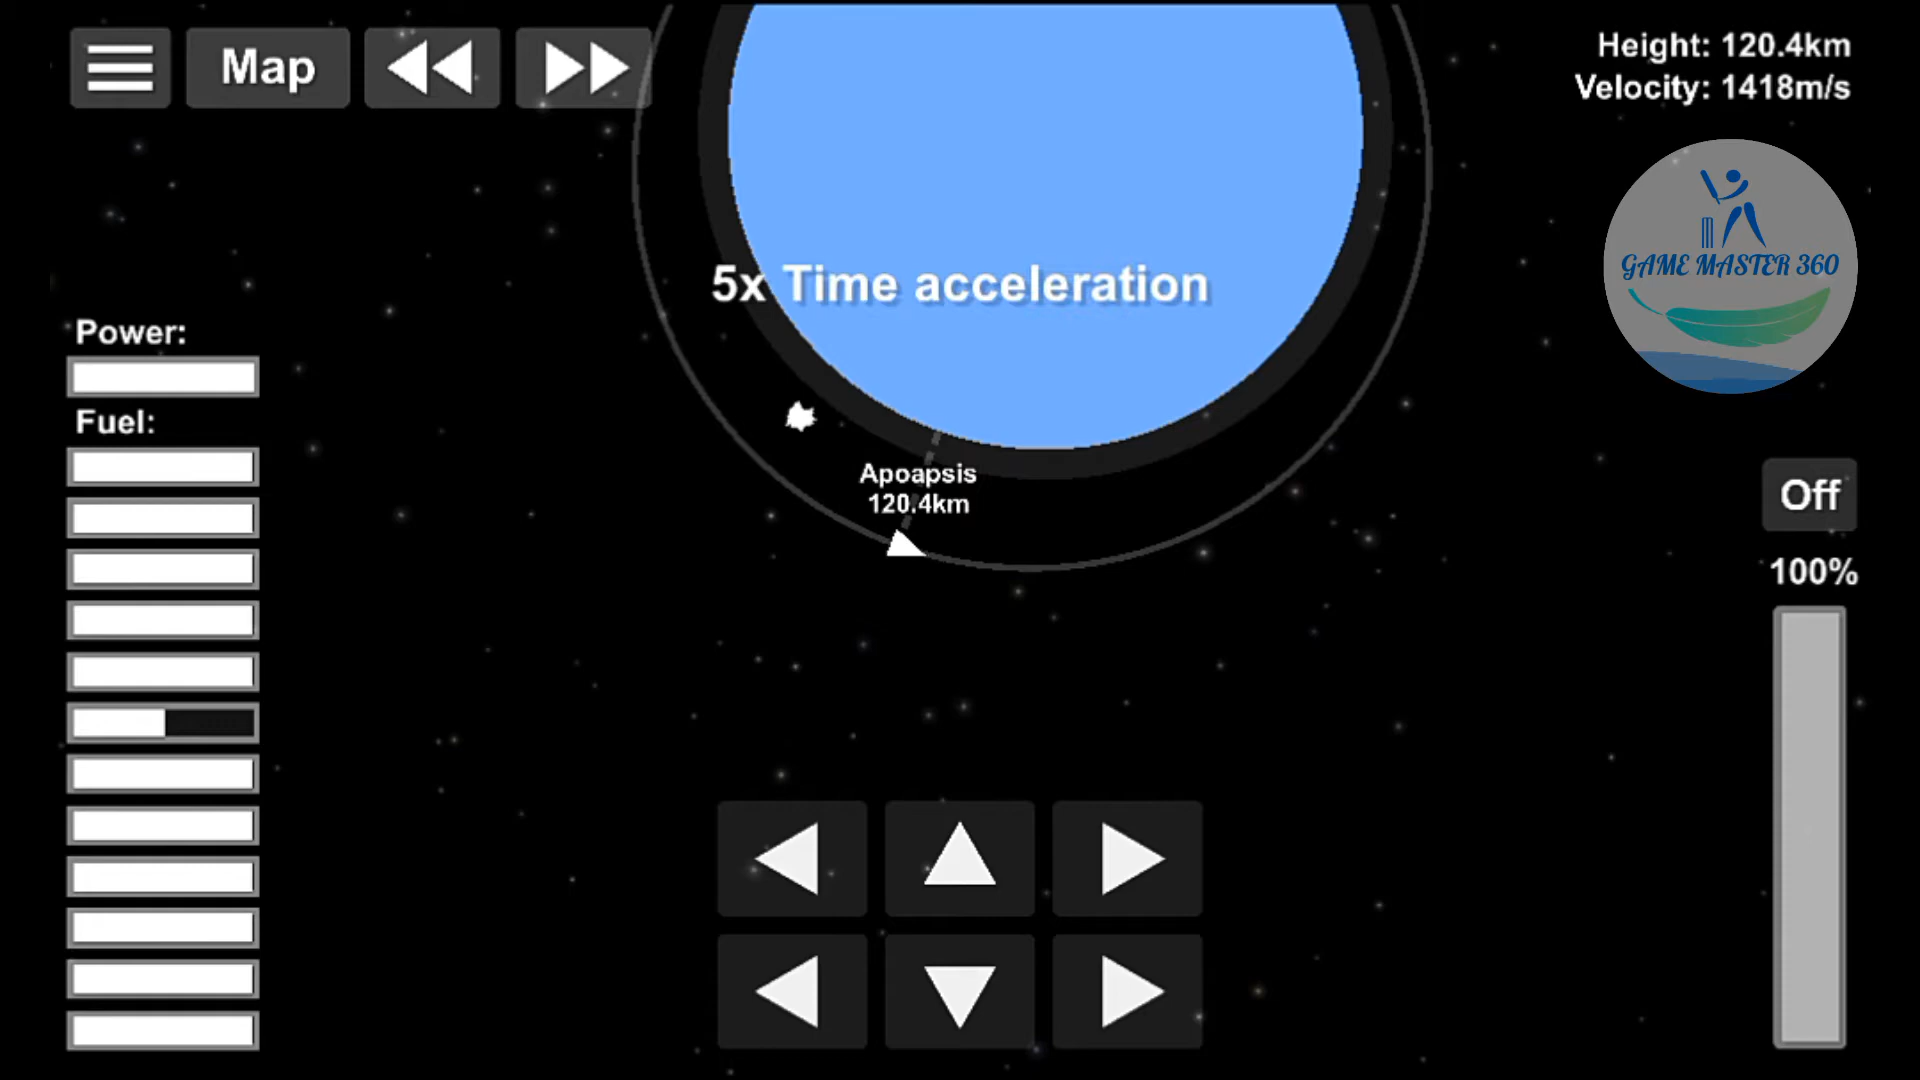 Map
Height: 120.4km
Velocity: 1418m/s
GAME MASTER 360
5x Time acceleration
Power:
Fuel:
Apoapsis
120.4km
Off
100%